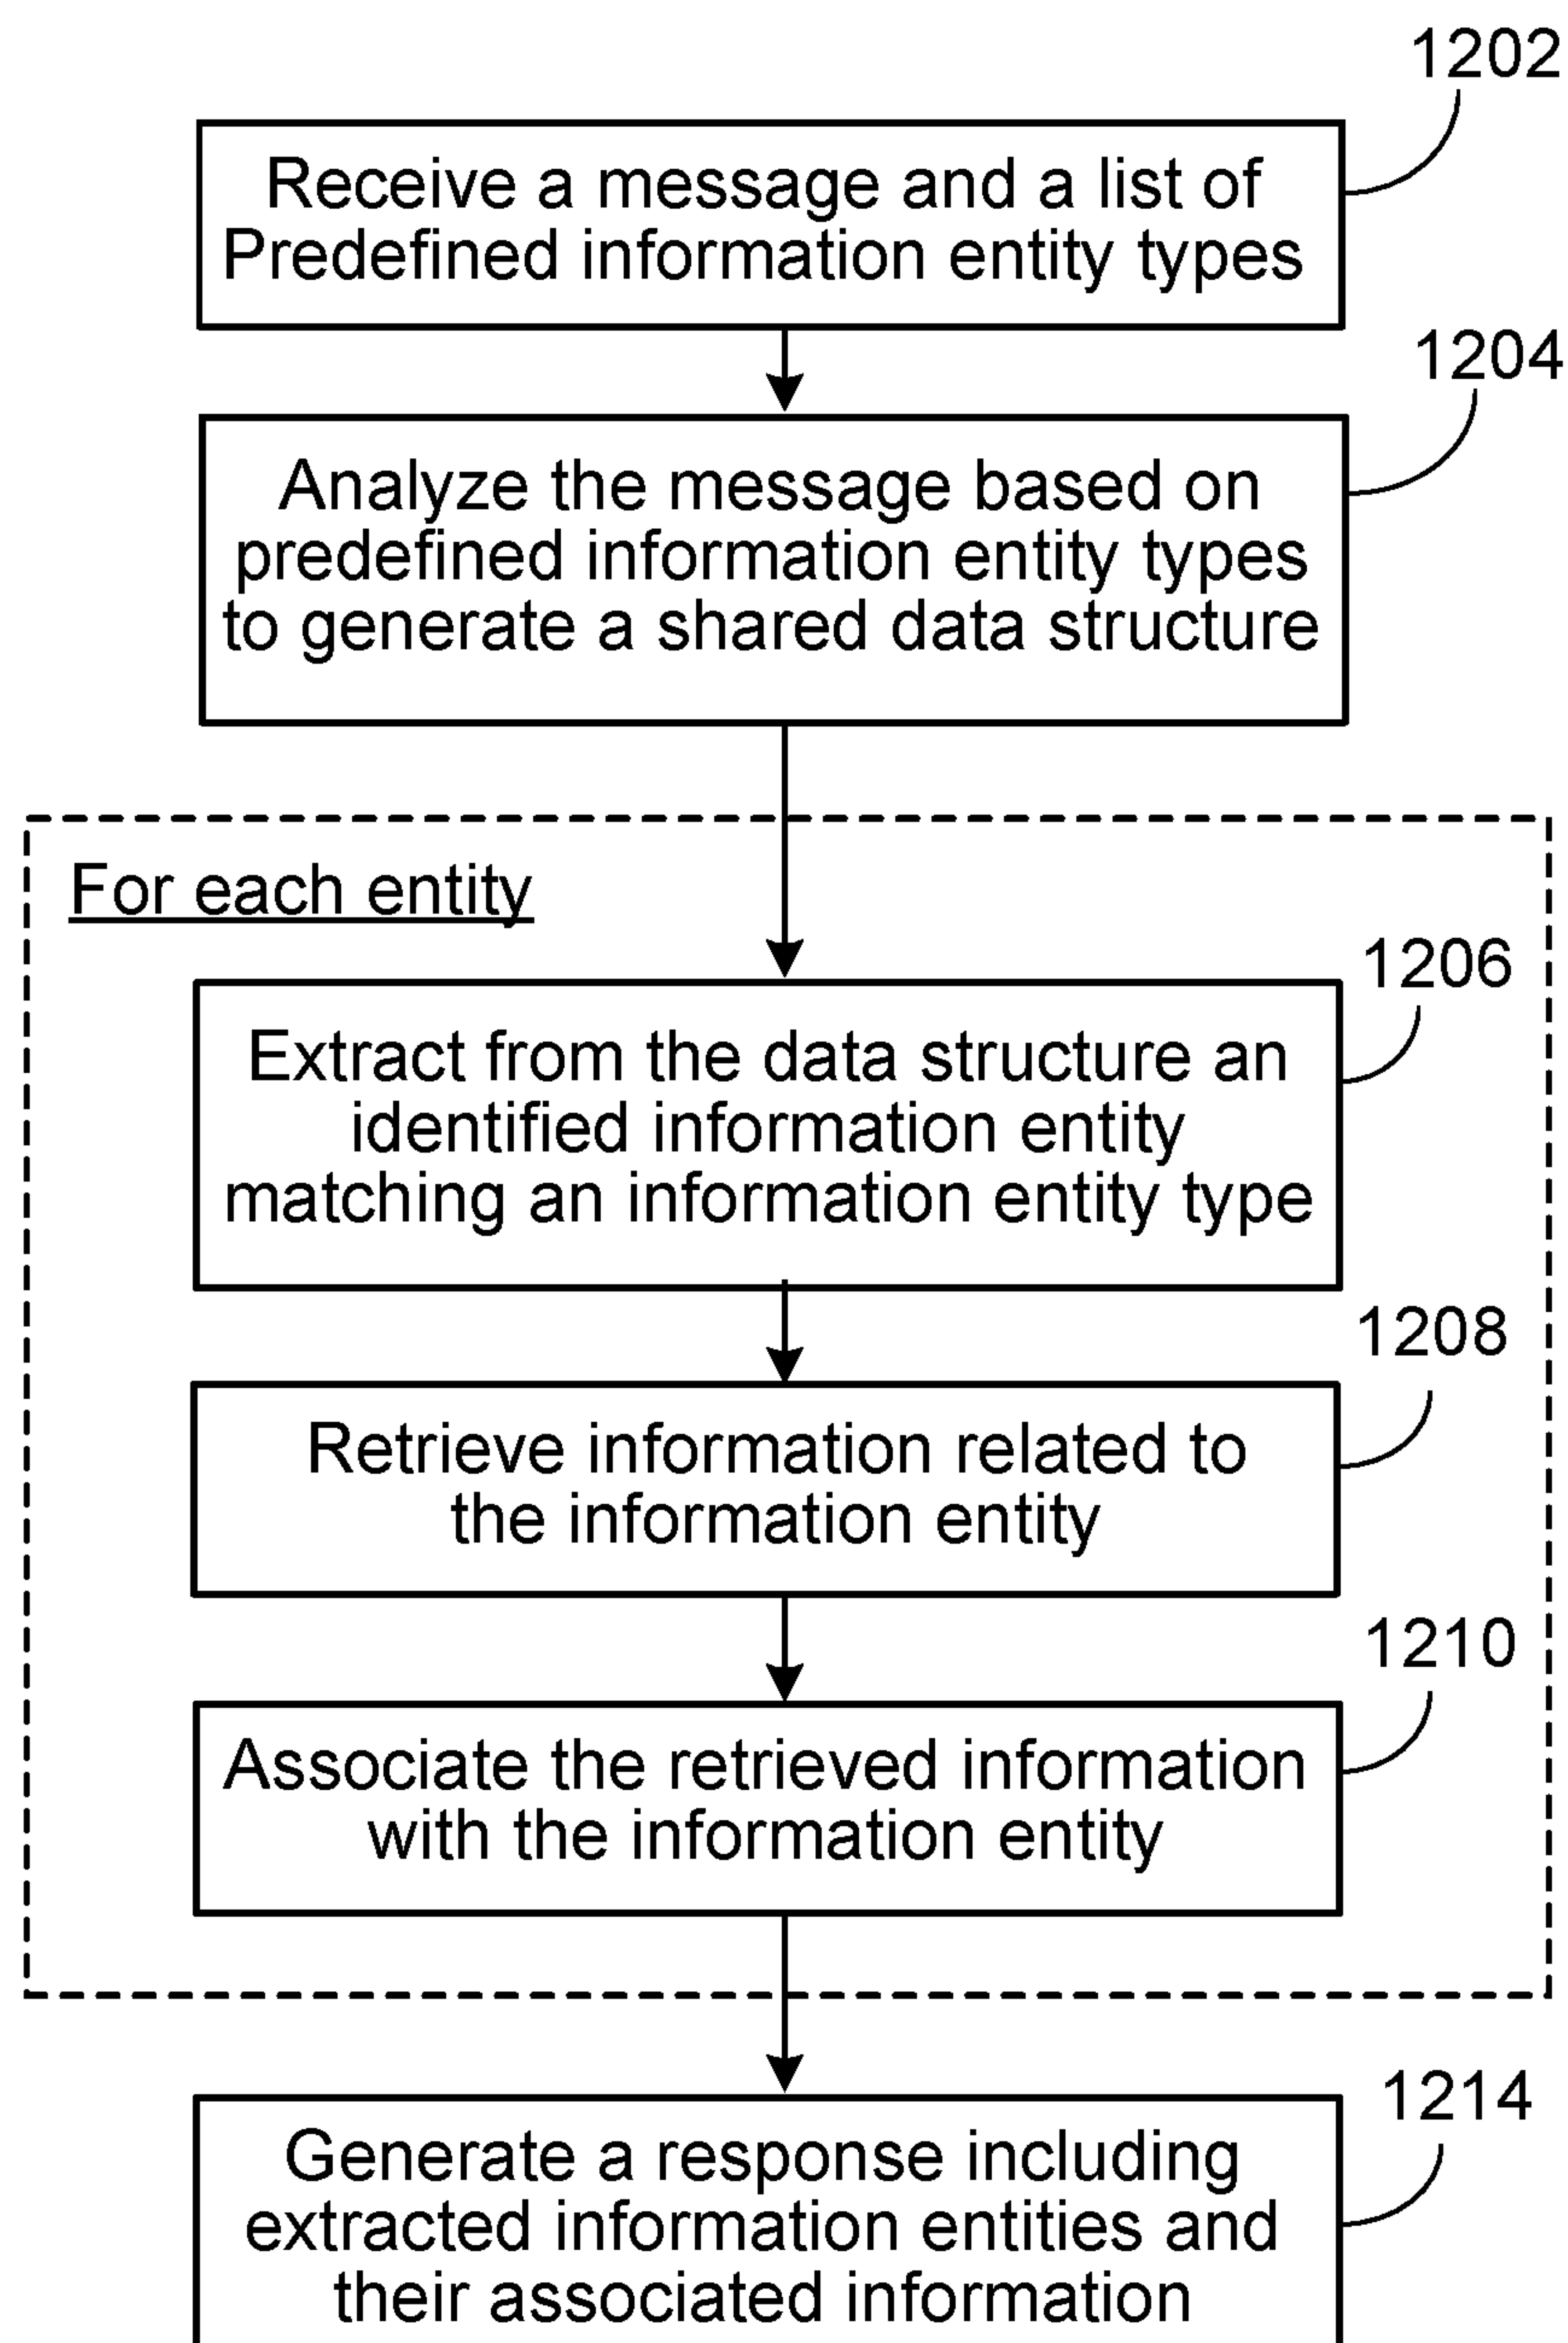 1202
Receive a message and a list of
Predefined information entity types
1204
Analyze the message based on
predefined information entity types
to generate a shared data structure
For each entity
1206
Extract from the data structure an
identified information entity
matching an information entity type
1208
Retrieve information related to
the information entity
1210
Associate the retrieved information
with the information entity
1214
Generate a response including
extracted information entities and
their associated information